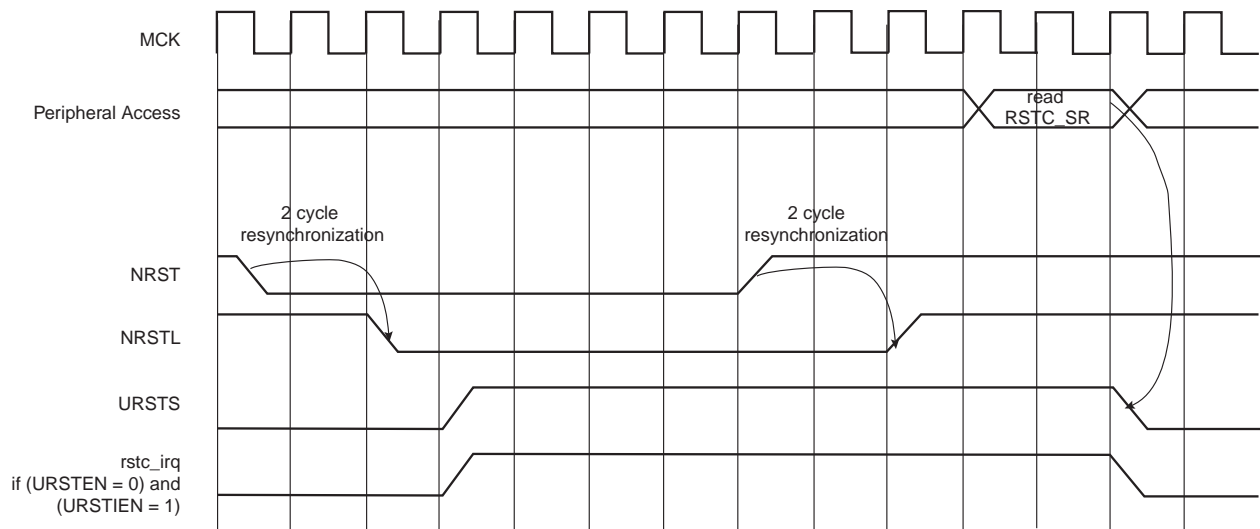 MCK
Peripheral Access
read
RSTC_SR
2 cycle
resynchronization
2 cycle
resynchronization
NRST
NRSTL
URSTS
rstc_irq
if (URSTEN = 0) and
(URSTIEN = 1)